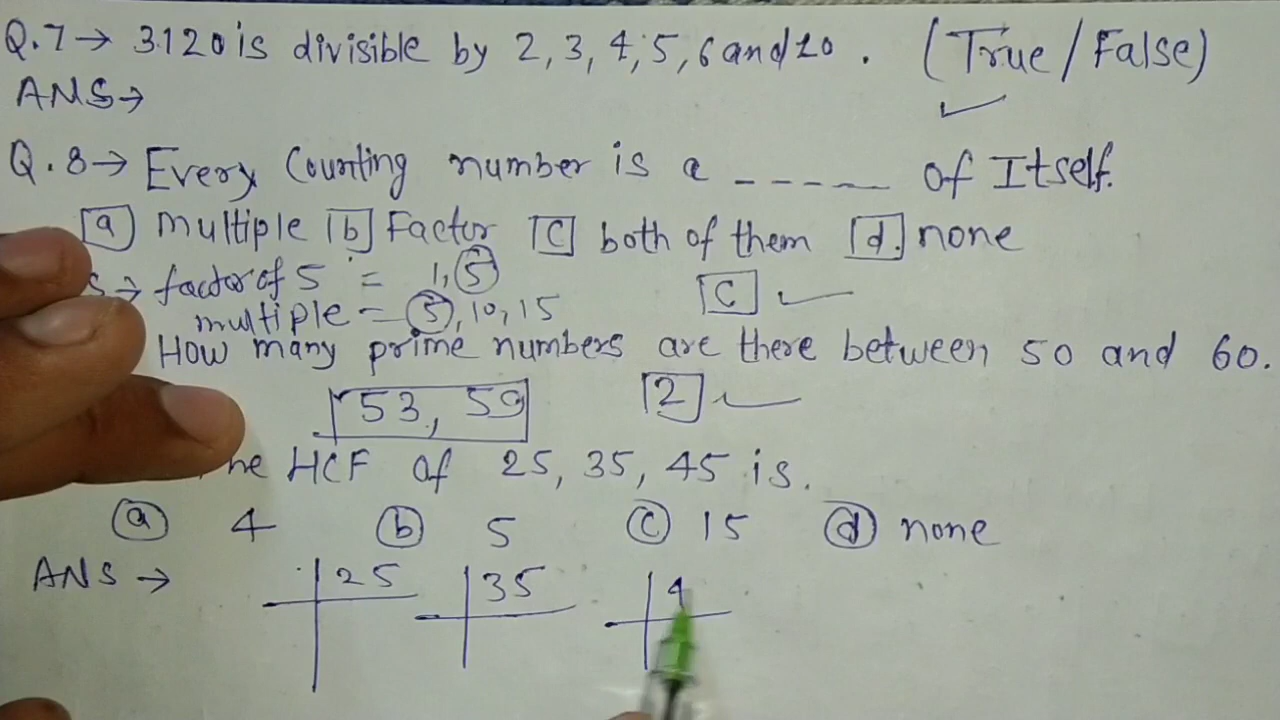 Q.7→ 3120 is divisible by 2, 3, 4, 5, 6 and 10. (True/False)
ANS→ ✓
Q.8→ Every Counting number is a ----- of Itself.
[a] multiple [b] Factor [c] both of them [d.] none
s→ factor of 5 = 1, 5
multiple = 5, 10, 15 [C] ✓
How many prime numbers are there between 50 and 60.
53, 59 [2] ✓
he HCF of 25, 35, 45 is.
(a) 4 (b) 5 (c) 15 (d) none
ANS → 25 35 4